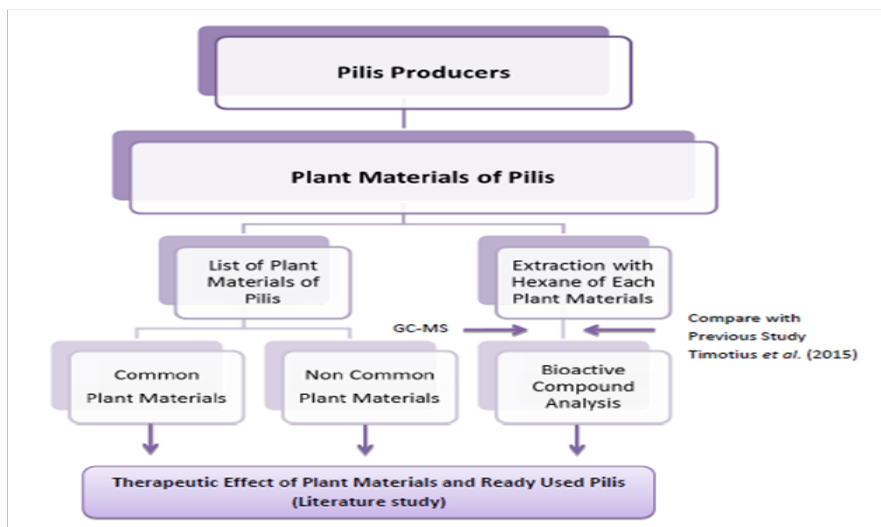 Pilis Producers
Plant Materials of Pilis
List of Plant
Materials of
Pilis
Extraction with
Hexane of Each
Plant Materials
GC-MS
Compare with
Previous Study
Timotius et al. (2015)
Common
Plant Materials
Non Common
Plant Materials
Bioactive
Compound
Analysis
Therapeutic Effect of Plant Materials and Ready Used Pilis
(Literature study)